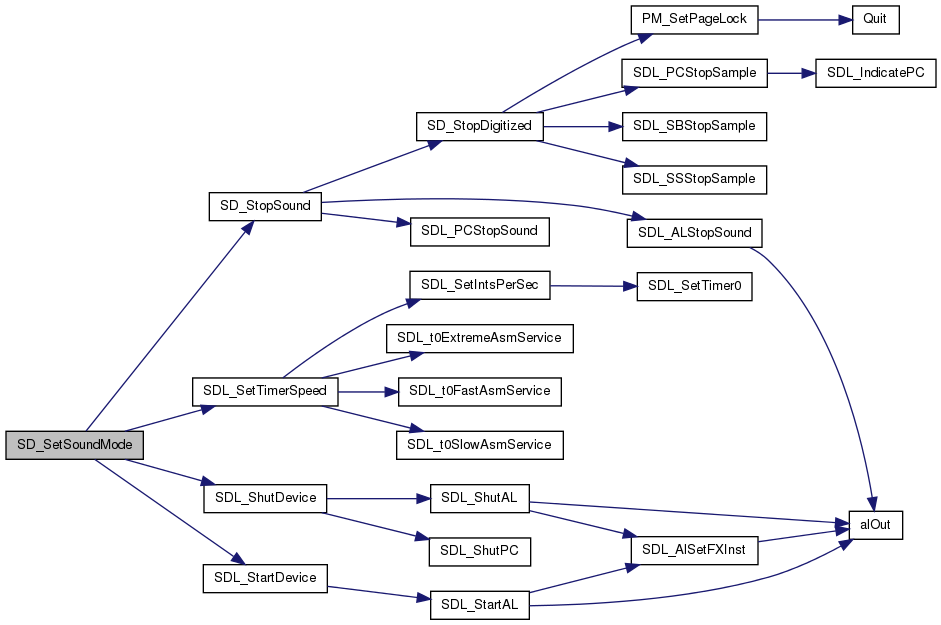 PM_SetPageLock
Quit
SDL_PCStopSample
SDL_IndicatePC
SD_StopDigitized
SDL_SBStopSample
SDL_SSStopSample
SD_StopSound
SDL_PCStopSound
SDL_ALStopSound
SDL_SetIntsPerSec
SDL_SetTimer0
SDL_t0ExtremeAsmService
SDL_SetTimerSpeed
SDL_t0FastAsmService
SD_SetSoundMode
SDL_t0SlowAsmService
SDL_ShutDevice
SDL_ShutAL
alOut
SDL_ShutPC
SDL_AlSetFXInst
SDL_StartDevice
SDL_StartAL